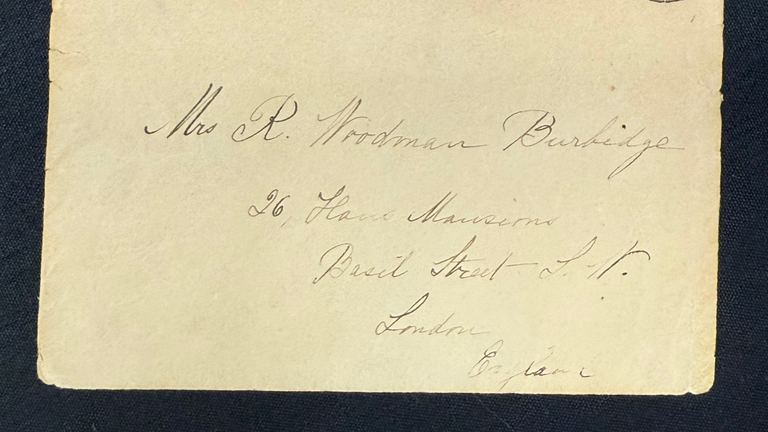 Mrs R. Woodman Burbidge
26, Hans Mansions
Basil Street S.W.
London
England